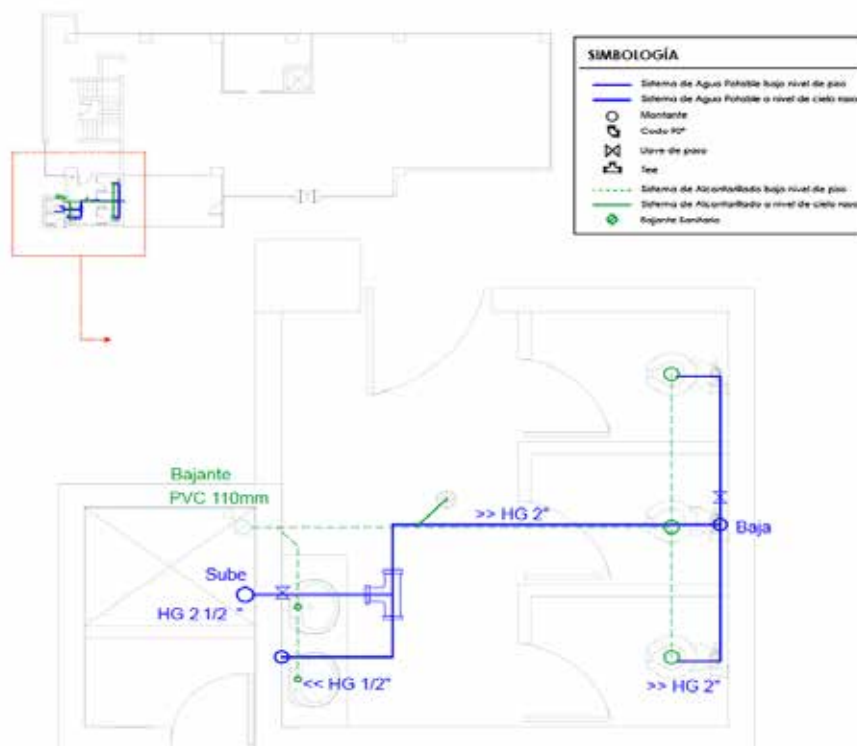 SIMBOLOGÍA
Sistema de Agua Potable bajo nivel de piso
Sistema de Agua Potable a nivel de cielo raso
Montante
Codo 90°
Llave de paso
Tee
Sistema de Alcantarillado bajo nivel de piso
Sistema de Alcantarillado a nivel de cielo raso
Bajante Sanitario
Bajante
PVC 110mm
>> HG 2"
Baja
Sube
HG 2 1/2 "
<< HG 1/2"
>> HG 2"